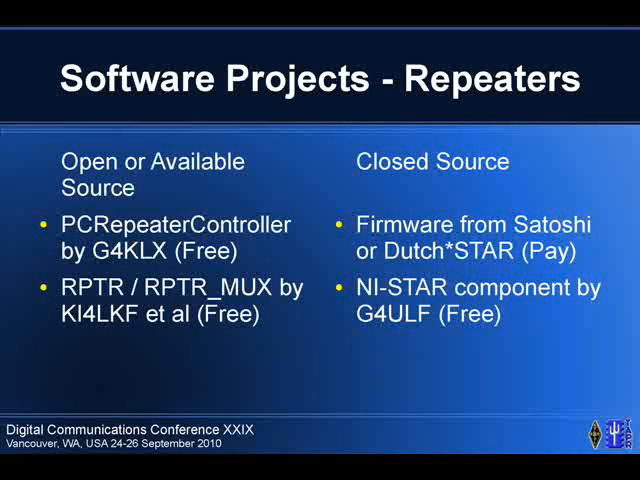 Software Projects - Repeaters
Open or Available
Source
PCRepeaterController
by G4KLX (Free)
RPTR / RPTR_MUX by
KI4LKF et al (Free)
Closed Source
Firmware from Satoshi
or Dutch*STAR (Pay)
NI-STAR component by
G4ULF (Free)
Digital Communications Conference XXIX
Vancouver, WA, USA 24-26 September 2010
TAPR